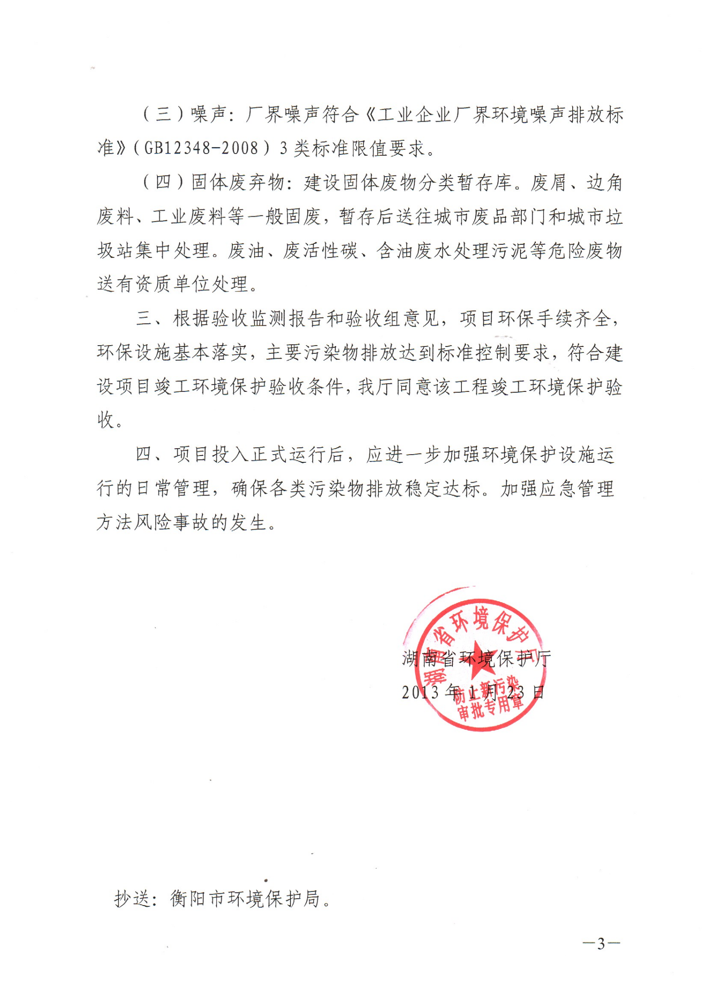 （三）噪声：厂界噪声符合《工业企业厂界环境噪声排放标
准》（GB12348-2008）3类标准限值要求。
（四）固体废弃物：建设固体废物分类暂存库。废屑、边角
废料、工业废料等一般固废，暂存后送往城市废品部门和城市垃
圾站集中处理。废油、废活性碳、含油废水处理污泥等危险废物
送有资质单位处理。
三、根据验收监测报告和验收组意见，项目环保手续齐全，
环保设施基本落实，主要污染物排放达到标准控制要求，符合建
设项目竣工环境保护验收条件，我厅同意该工程竣工环境保护验
收。
四、项目投入正式运行后，应进一步加强环境保护设施运
行的日常管理，确保各类污染物排放稳定达标。加强应急管理
方法风险事故的发生。
湖南省环境保护厅
湖南省环境保护厅
2013年1月23日
防止新污染
审批专用章
抄送：衡阳市环境保护局。
—3—